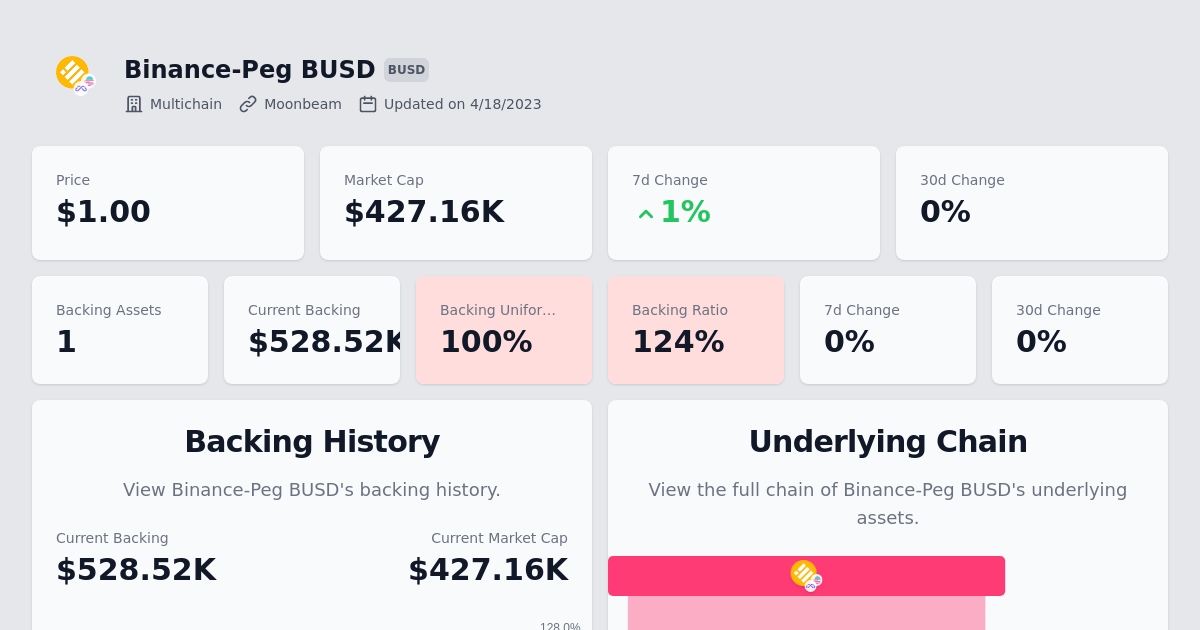 Binance-Peg BUSD BUSD
Multichain Moonbeam Updated on 4/18/2023
Price Market Cap 7d Change 30d Change
$1.00 $427.16K 1% 0%
Backing Assets Current Backing Backing Unifor... Backing Ratio 7d Change 30d Change
1 $528.52K 100% 124% 0% 0%
Backing History
View Binance-Peg BUSD's backing history.
Current Backing Current Market Cap
$528.52K $427.16K
128.0%
Underlying Chain
View the full chain of Binance-Peg BUSD's underlying
assets.